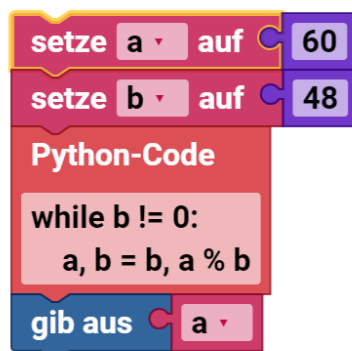 setze a auf 60
setze b auf 48
Python-Code
while b != 0:
    a, b = b, a % b
gib aus a